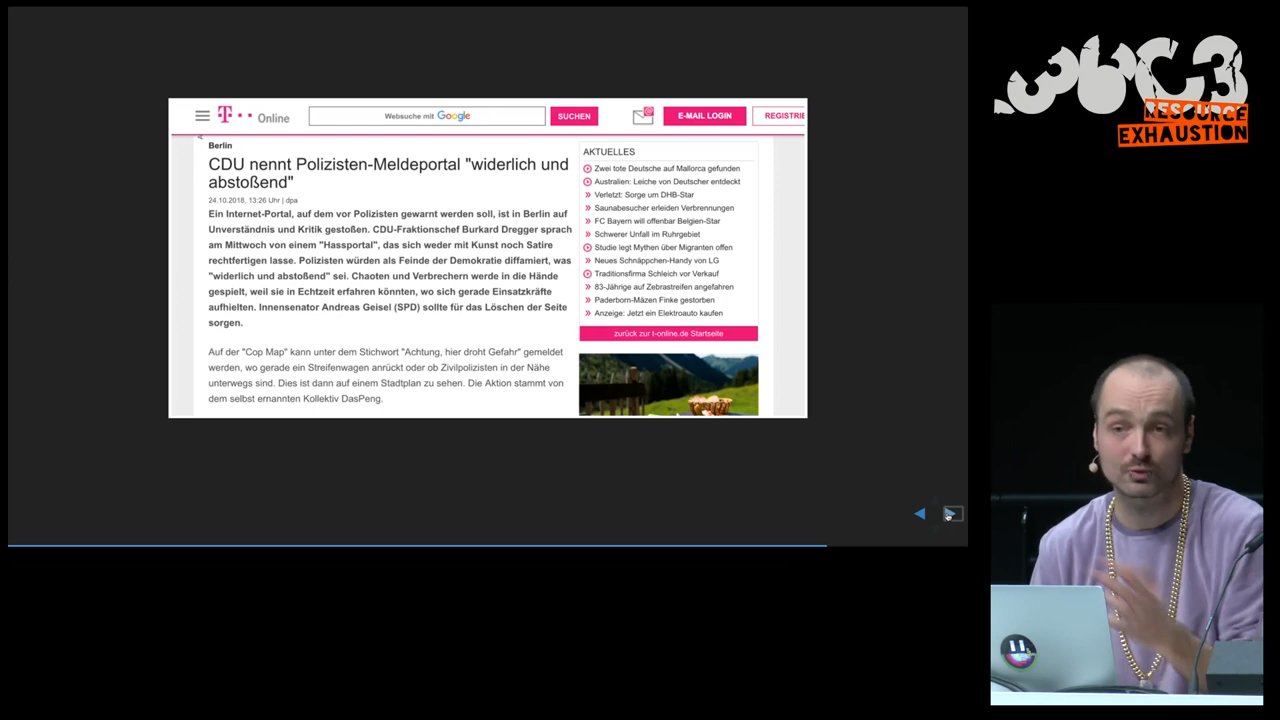 36C3
RESOURCE
EXHAUSTION
T Online
Websuche mit Google
SUCHEN
E-MAIL LOGIN
REGISTRIE
Berlin
CDU nennt Polizisten-Meldeportal "widerlich und
abstoßend"
24.10.2018, 13:26 Uhr | dpa
Ein Internet-Portal, auf dem vor Polizisten gewarnt werden soll, ist in Berlin auf
Unverständnis und Kritik gestoßen. CDU-Fraktionschef Burkard Dregger sprach
am Mittwoch von einem "Hassportal", das sich weder mit Kunst noch Satire
rechtfertigen lasse. Polizisten würden als Feinde der Demokratie diffamiert, was
"widerlich und abstoßend" sei. Chaoten und Verbrechern werde in die Hände
gespielt, weil sie in Echtzeit erfahren könnten, wo sich gerade Einsatzkräfte
aufhielten. Innensenator Andreas Geisel (SPD) sollte für das Löschen der Seite
sorgen.
Auf der "Cop Map" kann unter dem Stichwort "Achtung, hier droht Gefahr" gemeldet
werden, wo gerade ein Streifenwagen anrückt oder ob Zivilpolizisten in der Nähe
unterwegs sind. Dies ist dann auf einem Stadtplan zu sehen. Die Aktion stammt von
dem selbst ernannten Kollektiv DasPeng.
AKTUELLES
Zwei tote Deutsche auf Mallorca gefunden
Australien: Leiche von Deutscher entdeckt
Verletzt: Sorge um DHB-Star
Saunabesucher erleiden Verbrennungen
FC Bayern will offenbar Belgien-Star
Schwerer Unfall im Ruhrgebiet
Studie legt Mythen über Migranten offen
Neues Schnäppchen-Handy von LG
Traditionsfirma Schleich vor Verkauf
83-Jährige auf Zebrastreifen angefahren
Paderborn-Mäzen Finke gestorben
Anzeige: Jetzt ein Elektroauto kaufen
zurück zur t-online.de Startseite